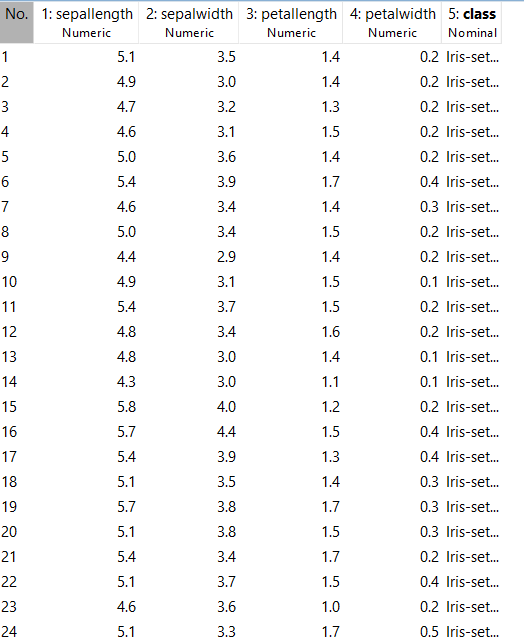 No. 1: sepallength 2: sepalwidth 3: petallength 4: petalwidth 5: class
Numeric Numeric Numeric Numeric Nominal
1 5.1 3.5 1.4 0.2 Iris-set...
2 4.9 3.0 1.4 0.2 Iris-set...
3 4.7 3.2 1.3 0.2 Iris-set...
4 4.6 3.1 1.5 0.2 Iris-set...
5 5.0 3.6 1.4 0.2 Iris-set...
6 5.4 3.9 1.7 0.4 Iris-set...
7 4.6 3.4 1.4 0.3 Iris-set...
8 5.0 3.4 1.5 0.2 Iris-set...
9 4.4 2.9 1.4 0.2 Iris-set...
10 4.9 3.1 1.5 0.1 Iris-set...
11 5.4 3.7 1.5 0.2 Iris-set...
12 4.8 3.4 1.6 0.2 Iris-set...
13 4.8 3.0 1.4 0.1 Iris-set...
14 4.3 3.0 1.1 0.1 Iris-set...
15 5.8 4.0 1.2 0.2 Iris-set...
16 5.7 4.4 1.5 0.4 Iris-set...
17 5.4 3.9 1.3 0.4 Iris-set...
18 5.1 3.5 1.4 0.3 Iris-set...
19 5.7 3.8 1.7 0.3 Iris-set...
20 5.1 3.8 1.5 0.3 Iris-set...
21 5.4 3.4 1.7 0.2 Iris-set...
22 5.1 3.7 1.5 0.4 Iris-set...
23 4.6 3.6 1.0 0.2 Iris-set...
24 5.1 3.3 1.7 0.5 Iris-set...